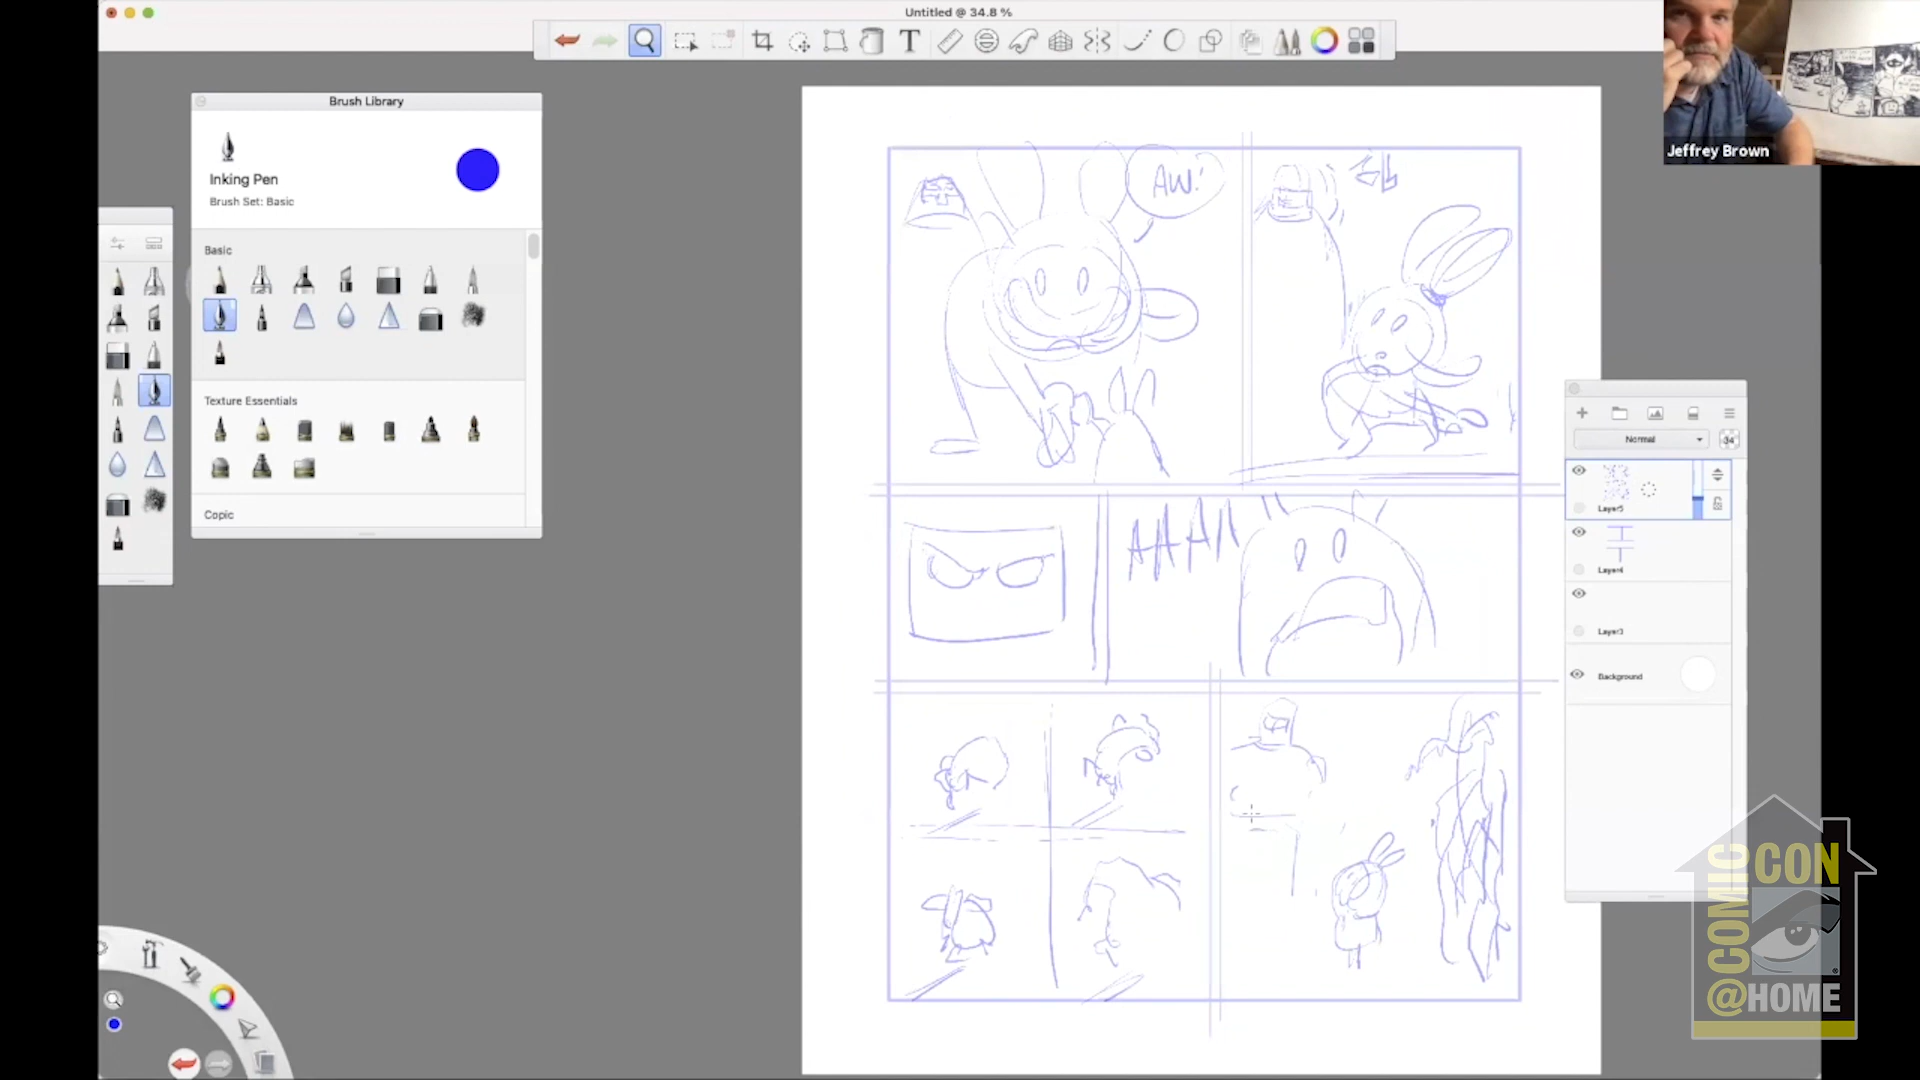 Untitled @ 34.8 %
T
Brush Library
Inking Pen
Brush Set: Basic
Basic
Texture Essentials
Copic
AW!
AAAH
Jeffrey Brown
Normal
34
Layer5
Layer4
Layer3
Background
COMIC
CON
@HOME